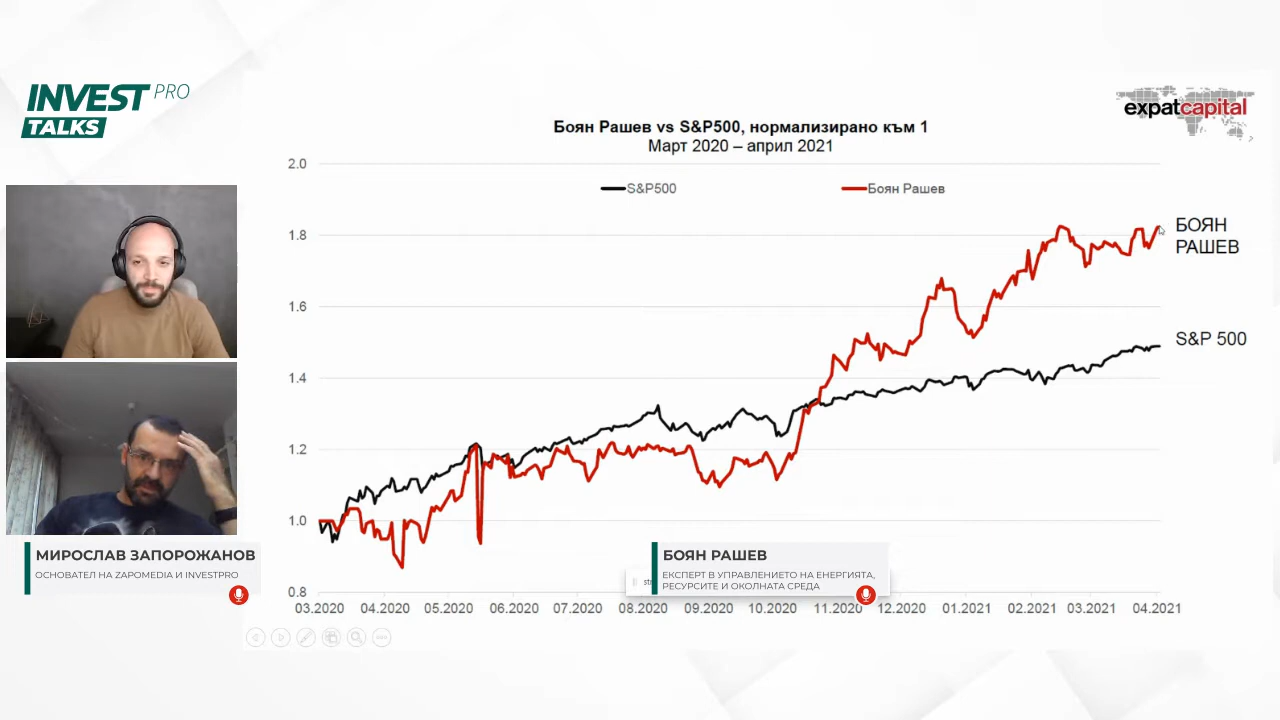 INVEST PRO
TALKS
expatcapital
Боян Рашев vs S&P500, нормализирано към 1
Март 2020 – април 2021
S&P500
Боян Рашев
2.0
1.8
1.6
1.4
1.2
1.0
0.8
БОЯН
РАШЕВ
S&P 500
03.2020 04.2020 05.2020 06.2020 07.2020 08.2020 09.2020 10.2020 11.2020 12.2020 01.2021 02.2021 03.2021 04.2021
МИРОСЛАВ ЗАПОРОЖАНОВ
ОСНОВАТЕЛ НА ZAPOMEDIA И INVESTPRO
БОЯН РАШЕВ
ЕКСПЕРТ В УПРАВЛЕНИЕТО НА ЕНЕРГИЯТА,
РЕСУРСИТЕ И ОКОЛНАТА СРЕДА